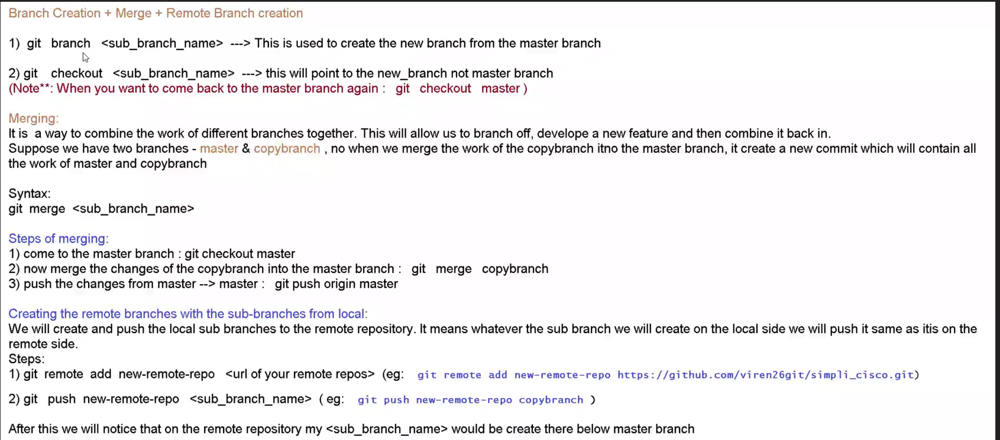 Branch Creation + Merge + Remote Branch creation
1) git branch <sub_branch_name> ---> This is used to create the new branch from the master branch
2) git checkout <sub_branch_name> ---> this will point to the new_branch not master branch
(Note**: When you want to come back to the master branch again : git checkout master )
Merging:
It is a way to combine the work of different branches together. This will allow us to branch off, develope a new feature and then combine it back in.
Suppose we have two branches - master & copybranch , no when we merge the work of the copybranch itno the master branch, it create a new commit which will contain all
the work of master and copybranch
Syntax:
git merge <sub_branch_name>
Steps of merging:
1) come to the master branch : git checkout master
2) now merge the changes of the copybranch into the master branch : git merge copybranch
3) push the changes from master --> master : git push origin master
Creating the remote branches with the sub-branches from local:
We will create and push the local sub branches to the remote repository. It means whatever the sub branch we will create on the local side we will push it same as itis on the
remote side.
Steps:
1) git remote add new-remote-repo <url of your remote repos> (eg: git remote add new-remote-repo https://github.com/viren26git/simpli_cisco.git)
2) git push new-remote-repo <sub_branch_name> ( eg: git push new-remote-repo copybranch )
After this we will notice that on the remote repository my <sub_branch_name> would be create there below master branch